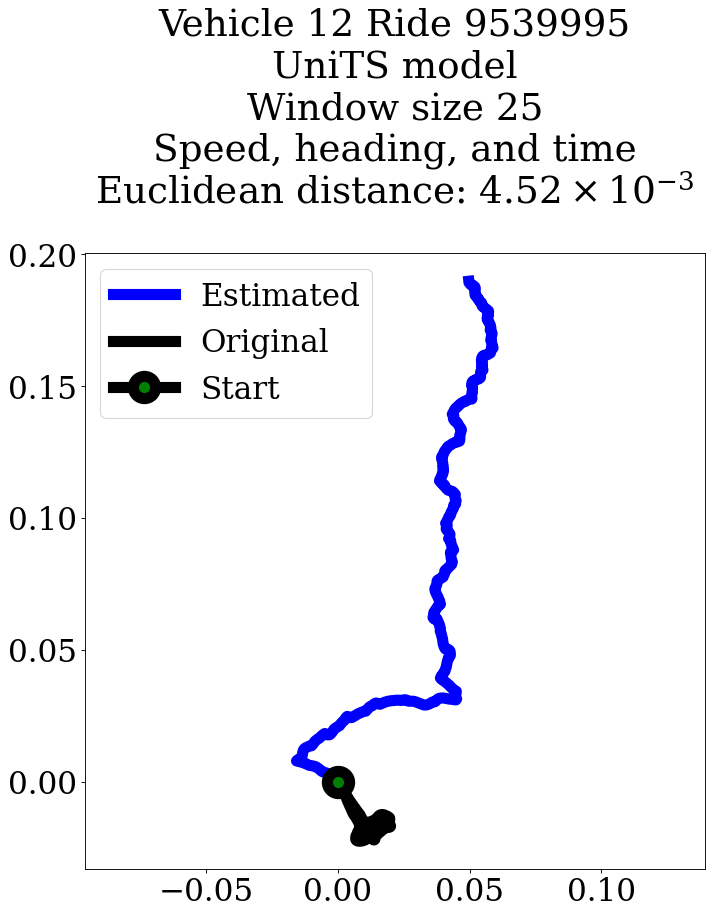 Vehicle 12 Ride 9539995
UniTS model
Window size 25
Speed, heading, and time
Euclidean distance: 4.52 × 10⁻³
0.20
0.15
0.10
0.05
0.00
Estimated
Original
Start
−0.05
0.00
0.05
0.10